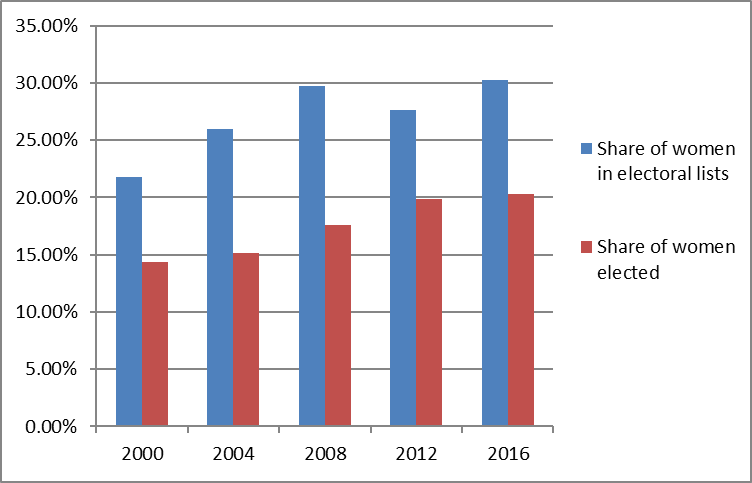 35.00%
30.00%
25.00%
20.00%
15.00%
10.00%
5.00%
0.00%
2000 2004 2008 2012 2016
Share of women
in electoral lists
Share of women
elected